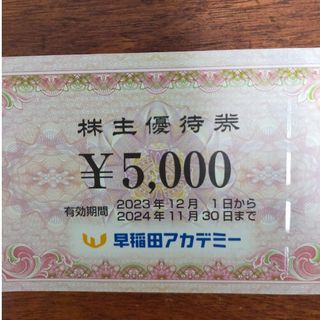 株主優待券
¥5,000
有効期間 2023年12月 1日から
2024年11月30日まで
早稲田アカデミー